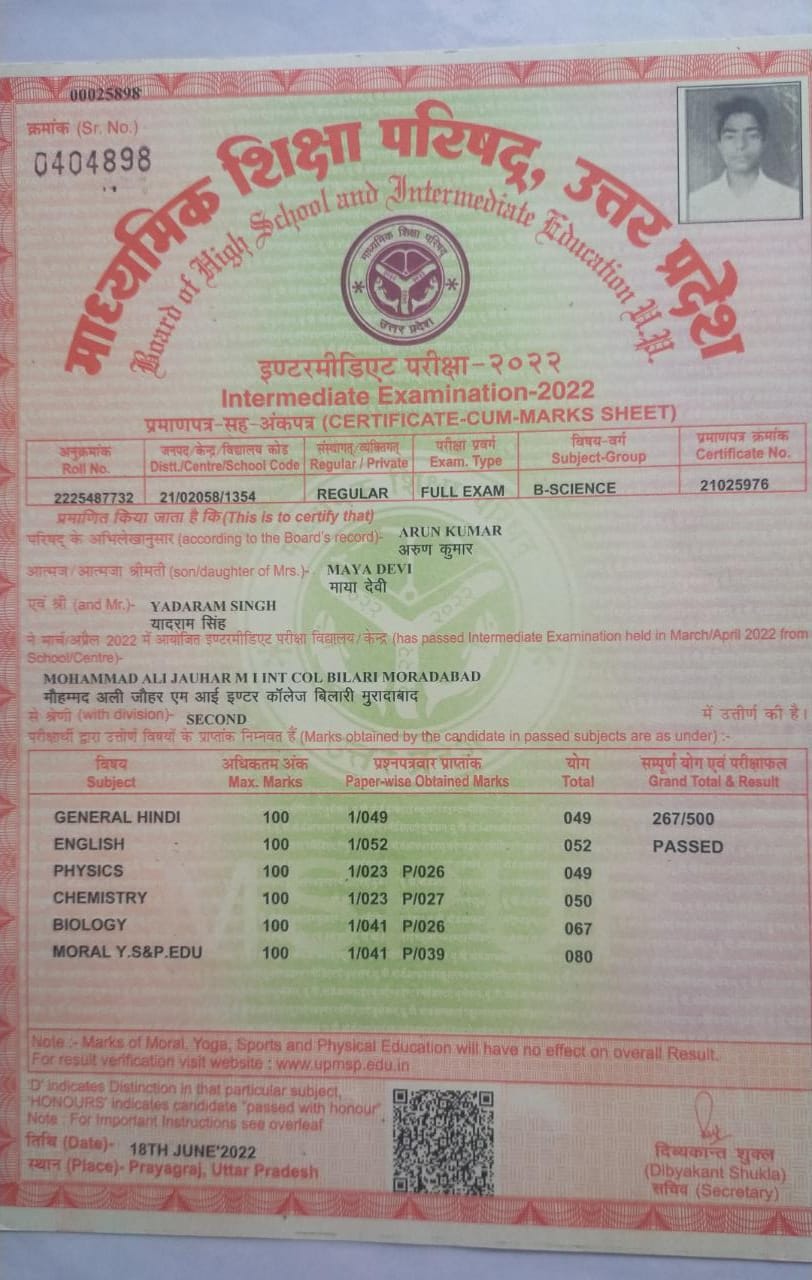 00025898
क्रमांक (Sr. No.)
0404898
माध्यमिक शिक्षा परिषद्, उत्तर प्रदेश
Board of High School and Intermediate Education U.P.
माध्यमिक शिक्षा परिषद्
उत्तर प्रदेश
इण्टरमीडिएट परीक्षा-२०२२
Intermediate Examination-2022
प्रमाणपत्र-सह-अंकपत्र (CERTIFICATE-CUM-MARKS SHEET)
अनुक्रमांक जनपद/केन्द्र/विद्यालय कोड संस्थागत/व्यक्तिगत परीक्षा प्रवर्ग विषय-वर्ग प्रमाणपत्र क्रमांक
Roll No. Distt./Centre/School Code Regular / Private Exam. Type Subject-Group Certificate No.
2225487732 21/02058/1354 REGULAR FULL EXAM B-SCIENCE 21025976
प्रमाणित किया जाता है कि (This is to certify that)
परिषद् के अभिलेखानुसार (according to the Board's record)- ARUN KUMAR
अरुण कुमार
आत्मज/आत्मजा श्रीमती (son/daughter of Mrs.)- MAYA DEVI
माया देवी
एवं श्री (and Mr.)- YADARAM SINGH
यादराम सिंह
ने मार्च/अप्रैल 2022 में आयोजित इण्टरमीडिएट परीक्षा विद्यालय/केन्द्र (has passed Intermediate Examination held in March/April 2022 from
School/Centre)-
MOHAMMAD ALI JAUHAR M I INT COL BILARI MORADABAD
मौहम्मद अली जौहर एम आई इण्टर कॉलेज बिलारी मुरादाबाद
से श्रेणी (with division)- SECOND में उत्तीर्ण की है।
परीक्षार्थी द्वारा उत्तीर्ण विषयों के प्राप्तांक निम्नवत हैं (Marks obtained by the candidate in passed subjects are as under) :-
विषय अधिकतम अंक प्रश्नपत्रवार प्राप्तांक योग सम्पूर्ण योग एवं परीक्षाफल
Subject Max. Marks Paper-wise Obtained Marks Total Grand Total & Result
GENERAL HINDI 100 1/049 049 267/500
ENGLISH 100 1/052 052 PASSED
PHYSICS 100 1/023 P/026 049
CHEMISTRY 100 1/023 P/027 050
BIOLOGY 100 1/041 P/026 067
MORAL Y.S&P.EDU 100 1/041 P/039 080
Note :- Marks of Moral, Yoga, Sports and Physical Education will have no effect on overall Result.
For result verification visit website : www.upmsp.edu.in
'D' indicates Distinction in that particular subject,
'HONOURS' indicates candidate "passed with honour"
Note : For Important Instructions see overleaf
तिथि (Date)- 18TH JUNE'2022
स्थान (Place)- Prayagraj, Uttar Pradesh
दिब्यकान्त शुक्ल
(Dibyakant Shukla)
सचिव (Secretary)